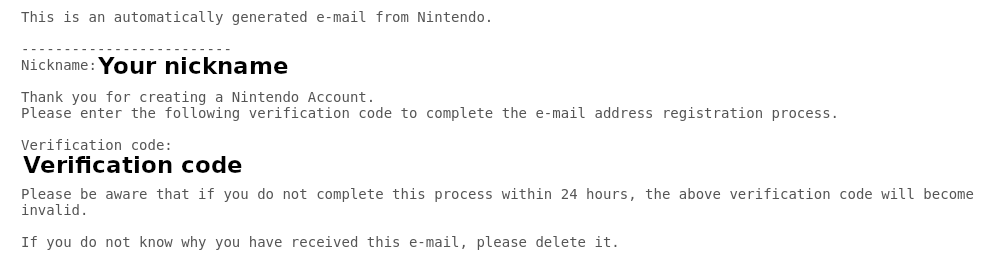 This is an automatically generated e-mail from Nintendo.
-------------------------
Nickname:Your nickname
Thank you for creating a Nintendo Account.
Please enter the following verification code to complete the e-mail address registration process.
Verification code:
Verification code
Please be aware that if you do not complete this process within 24 hours, the above verification code will become
invalid.
If you do not know why you have received this e-mail, please delete it.